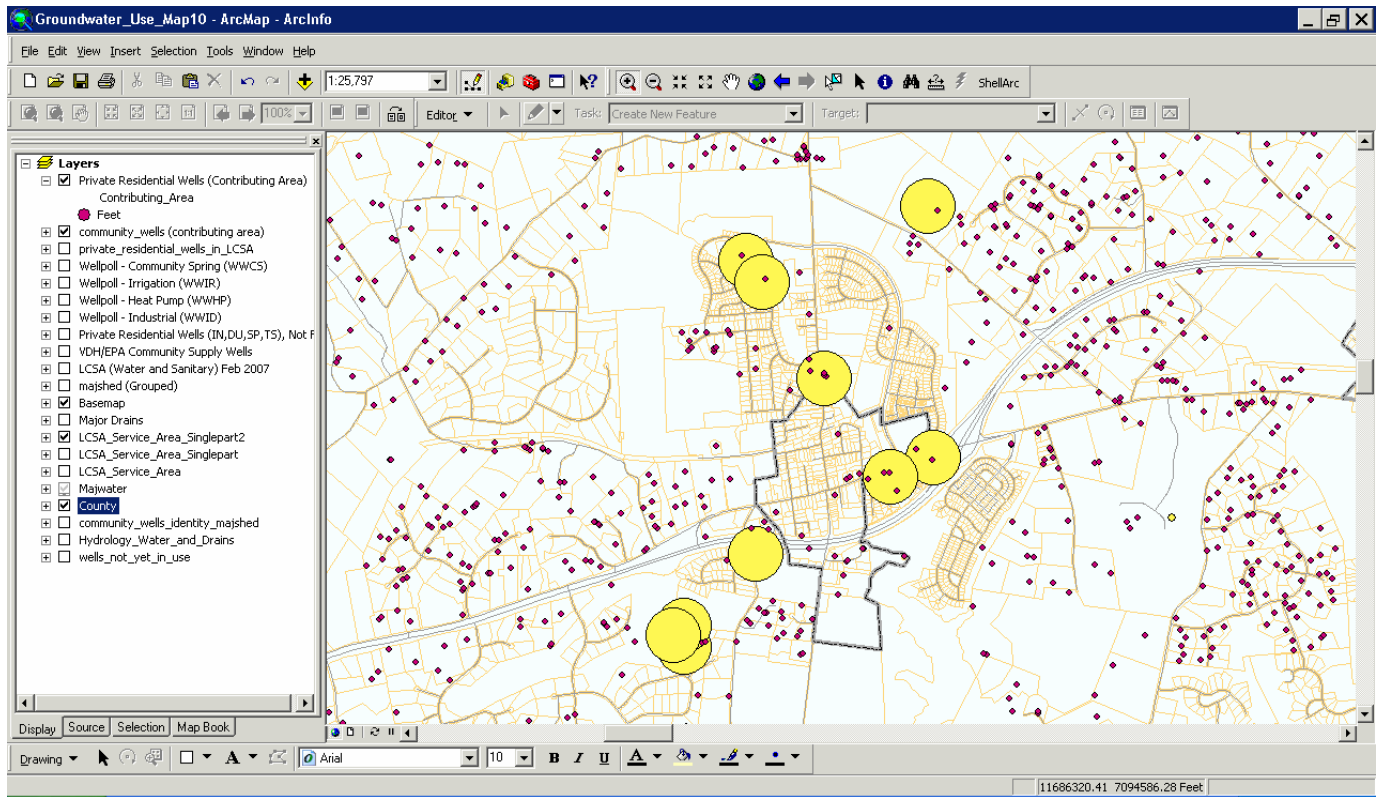 Groundwater_Use_Map10 - ArcMap - ArcInfo
File Edit View Insert Selection Tools Window Help
1:25,797
ShellArc
100%
Editor
Task: Create New Feature
Target:
Layers
Private Residential Wells (Contributing Area)
Contributing_Area
Feet
community_wells (contributing area)
private_residential_wells_in_LCSA
Wellpoll - Community Spring (WWCS)
Wellpoll - Irrigation (WWIR)
Wellpoll - Heat Pump (WWHP)
Wellpoll - Industrial (WWID)
Private Residential Wells (IN,DU,SP,TS), Not F
VDH/EPA Community Supply Wells
LCSA (Water and Sanitary) Feb 2007
majshed (Grouped)
Basemap
Major Drains
LCSA_Service_Area_Singlepart2
LCSA_Service_Area_Singlepart
LCSA_Service_Area
Majwater
County
community_wells_identity_majshed
Hydrology_Water_and_Drains
wells_not_yet_in_use
Display Source Selection Map Book
Drawing A Arial 10 B I U A
11686320.41 7094586.28 Feet